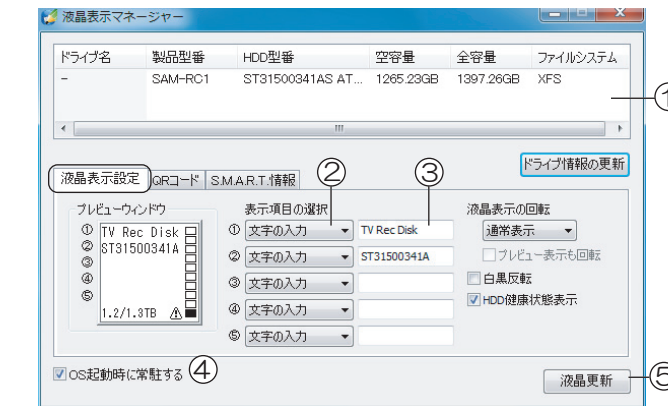 液晶表示マネージャー
ドライブ名 製品型番 HDD型番 空容量 全容量 ファイルシステム
- SAM-RC1 ST31500341AS AT... 1265.23GB 1397.26GB XFS
①
ドライブ情報の更新
液晶表示設定 QRコード S.M.A.R.T.情報
② ③
プレビューウィンドウ 表示項目の選択 液晶表示の回転
① TV Rec Disk ① 文字の入力 TV Rec Disk 通常表示
② ST31500341A ② 文字の入力 ST31500341A プレビュー表示も回転
③ ③ 文字の入力 白黒反転
④ ④ 文字の入力 HDD健康状態表示
⑤ ⑤ 文字の入力
1.2/1.3TB
OS起動時に常駐する ④
液晶更新 ⑤